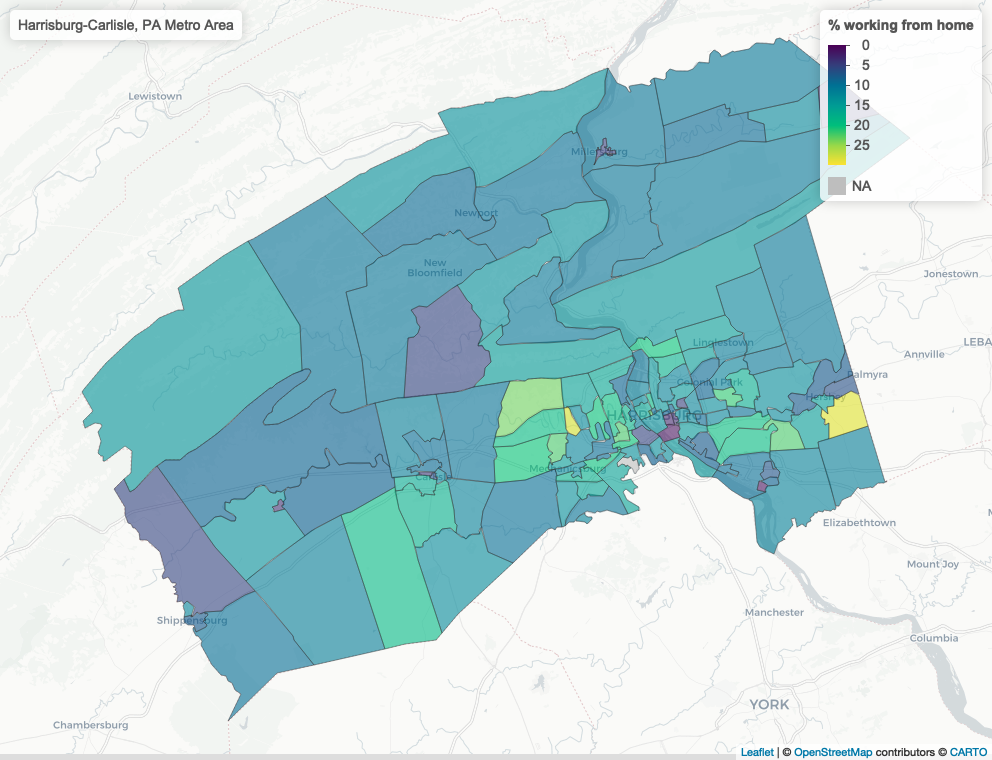 Harrisburg-Carlisle, PA Metro Area
% working from home
0
5
10
15
20
25
NA
Lewistown
Millersburg
Newport
New
Bloomfield
Jonestown
Linglestown
LEBA
Annville
Palmyra
Colonial Park
Hershey
HARRISBURG
Mechanicsburg
Carlisle
Elizabethtown
Mount Joy
Shippensburg
Manchester
Columbia
YORK
Chambersburg
Leaflet | © OpenStreetMap contributors © CARTO